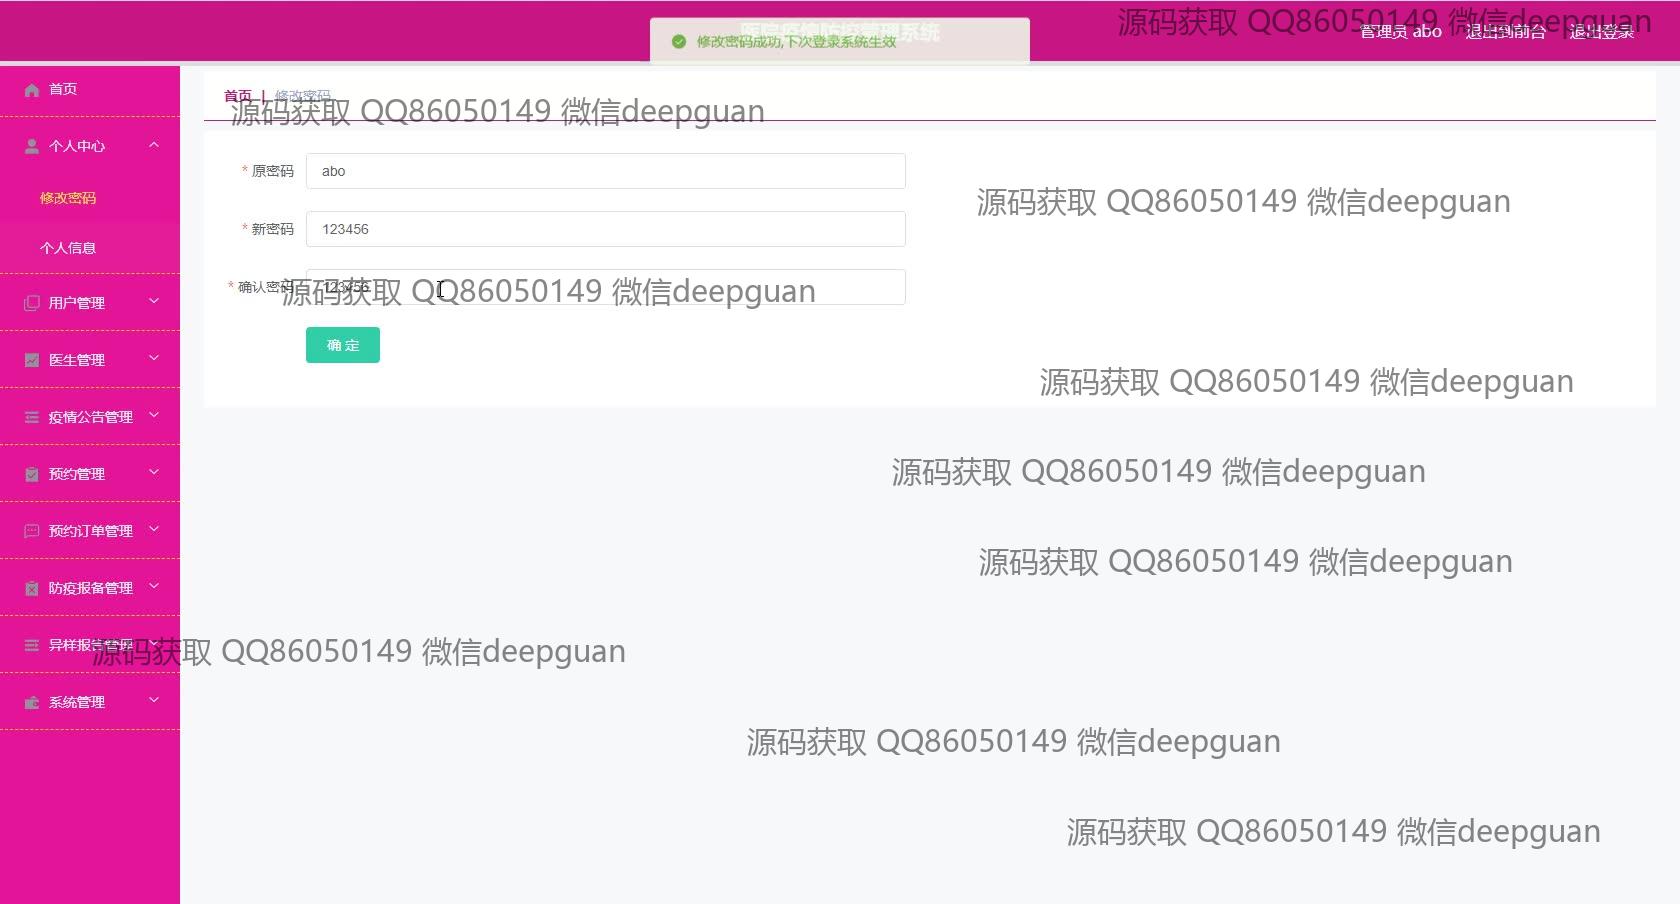 医院疫情防控管理系统
修改密码成功,下次登录系统生效
管理员 abo 退出到前台 退出登录
源码获取 QQ86050149 微信deepguan
首页
个人中心
修改密码
个人信息
用户管理
医生管理
疫情公告管理
预约管理
预约订单管理
防疫报备管理
异样报告管理
系统管理
首页 | 修改密码
源码获取 QQ86050149 微信deepguan
* 原密码 abo
源码获取 QQ86050149 微信deepguan
* 新密码 123456
* 确认密码 123456
源码获取 QQ86050149 微信deepguan
确定
源码获取 QQ86050149 微信deepguan
源码获取 QQ86050149 微信deepguan
源码获取 QQ86050149 微信deepguan
源码获取 QQ86050149 微信deepguan
源码获取 QQ86050149 微信deepguan
源码获取 QQ86050149 微信deepguan